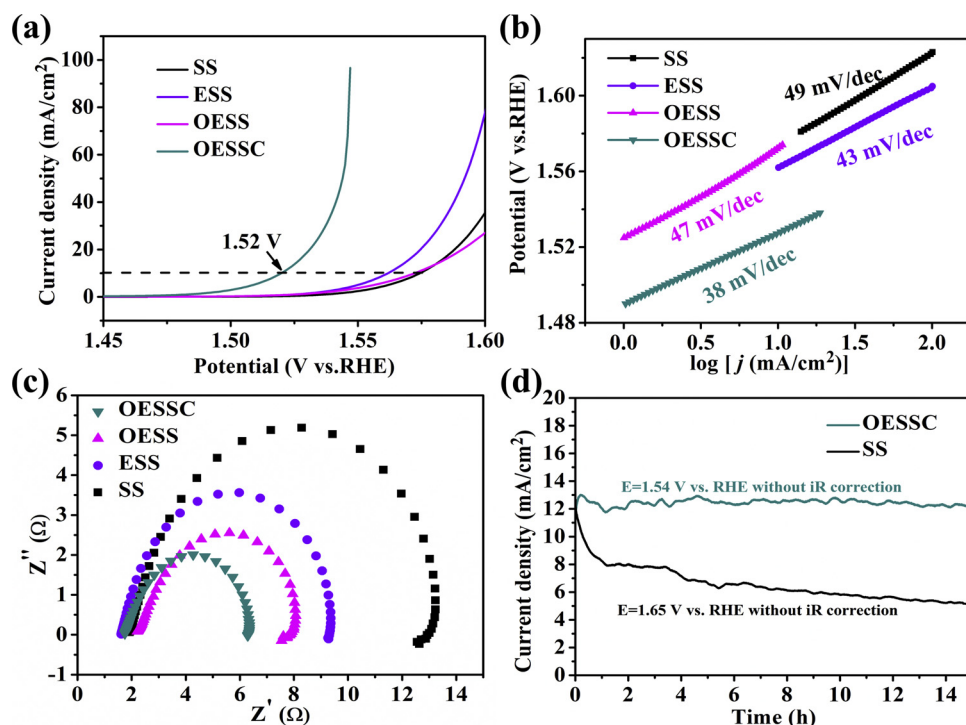 (a)
100
80
60
40
20
0
Current density (mA/cm²)
SS
ESS
OESS
OESSC
1.52 V
1.45
1.50
1.55
1.60
Potential (V vs.RHE)
(b)
1.60
1.56
1.52
1.48
Potential (V vs.RHE)
SS
ESS
OESS
OESSC
49 mV/dec
43 mV/dec
47 mV/dec
38 mV/dec
0.0
0.5
1.0
1.5
2.0
log [ j (mA/cm²)]
(c)
6
5
4
3
2
1
0
-1
Z'' (Ω)
OESSC
OESS
ESS
SS
0
2
4
6
8
10
12
14
Z' (Ω)
(d)
20
18
16
14
12
10
8
6
4
2
0
Current density (mA/cm²)
OESSC
SS
E=1.54 V vs. RHE without iR correction
E=1.65 V vs. RHE without iR correction
0
2
4
6
8
10
12
14
Time (h)